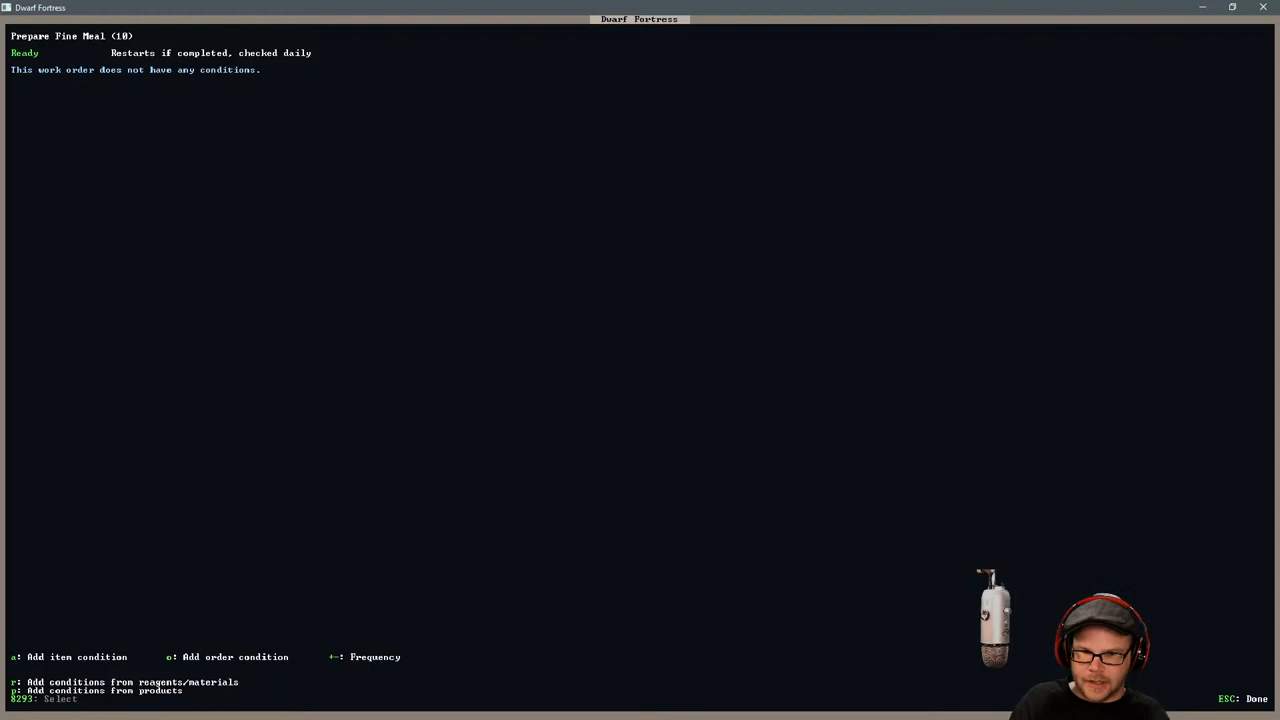 Dwarf Fortress
Dwarf Fortress
Prepare Fine Meal (10)
Ready Restarts if completed, checked daily
This work order does not have any conditions.
a: Add item condition o: Add order condition +-: Frequency
r: Add conditions from reagents/materials
p: Add conditions from products
8293: Select ESC: Done